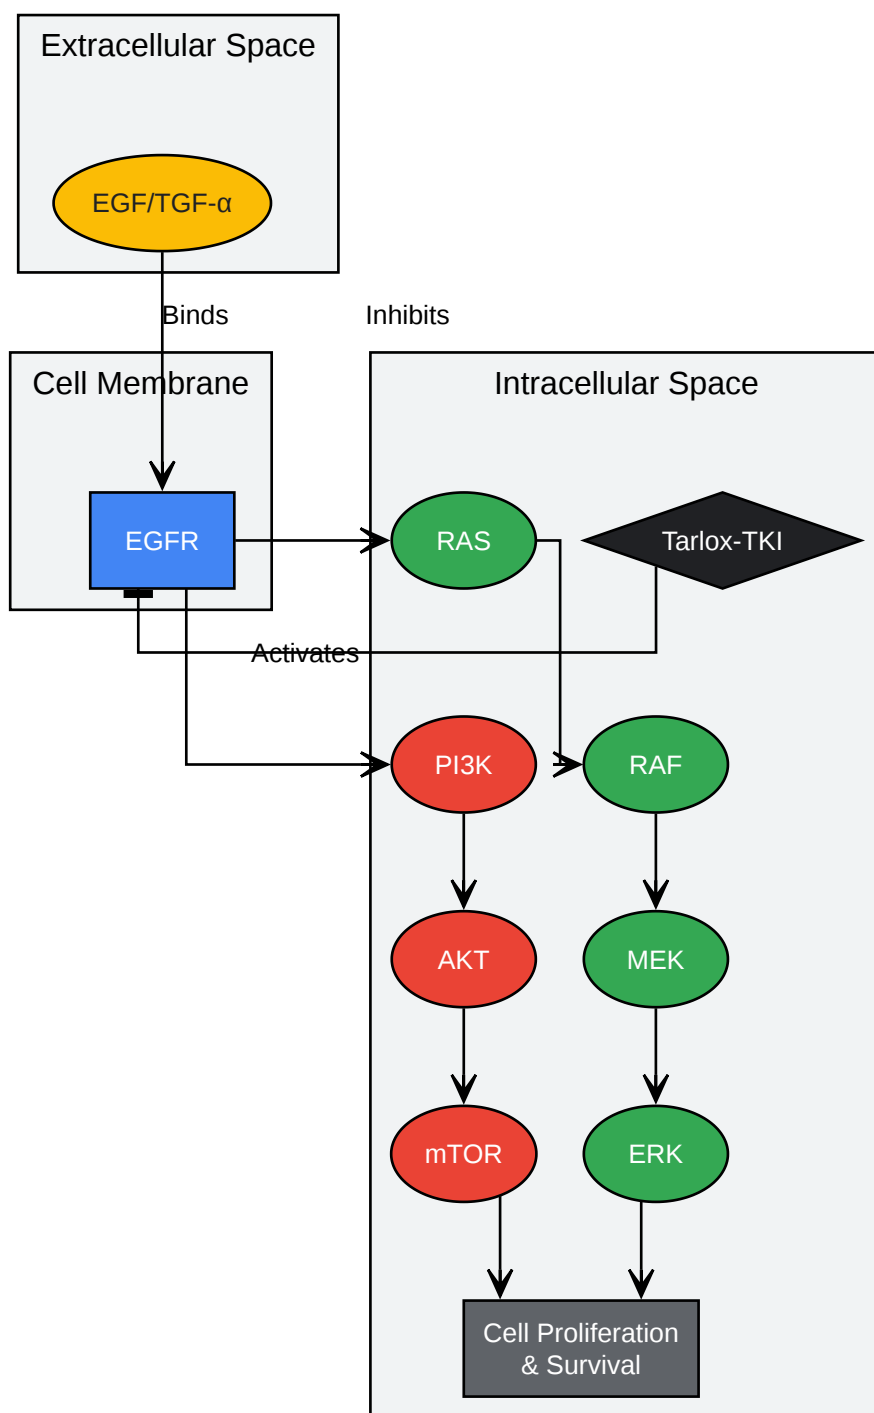 Extracellular Space
EGF/TGF-α
Binds
Inhibits
Cell Membrane
Intracellular Space
EGFR
RAS
Tarlox-TKI
Activates
PI3K
RAF
AKT
MEK
mTOR
ERK
Cell Proliferation
& Survival